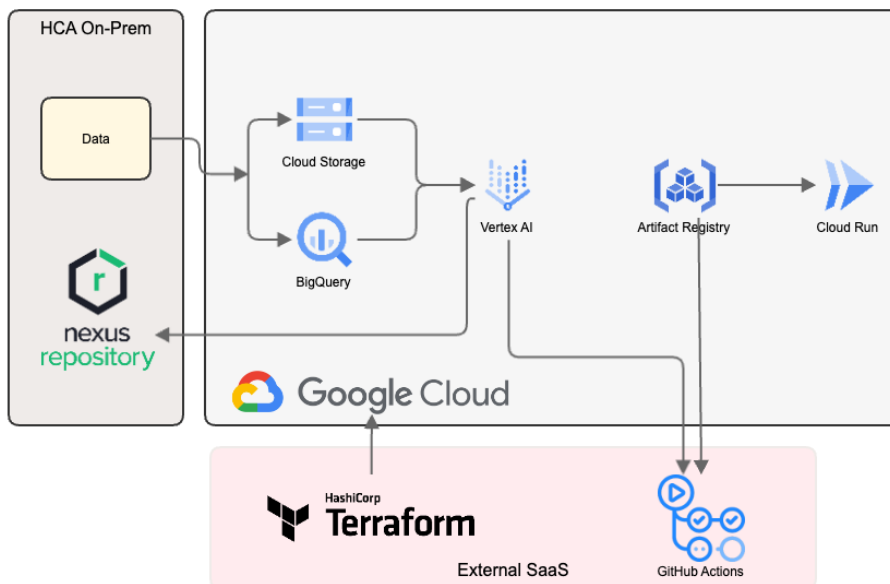 HCA On-Prem
Data
nexus
repository
Cloud Storage
BigQuery
Vertex AI
Artifact Registry
Cloud Run
Google Cloud
HashiCorp
Terraform
GitHub Actions
External SaaS